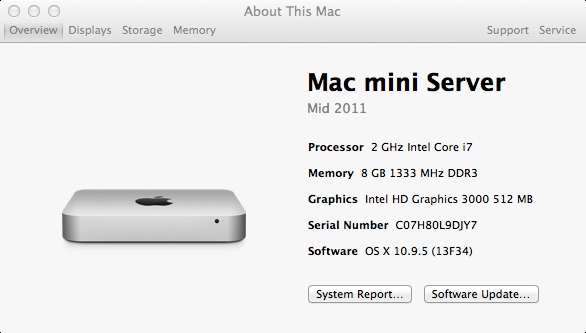 About This Mac
Overview Displays Storage Memory Support Service
Mac mini Server
Mid 2011
Processor 2 GHz Intel Core i7
Memory 8 GB 1333 MHz DDR3
Graphics Intel HD Graphics 3000 512 MB
Serial Number C07H80L9DJY7
Software OS X 10.9.5 (13F34)
System Report... Software Update...